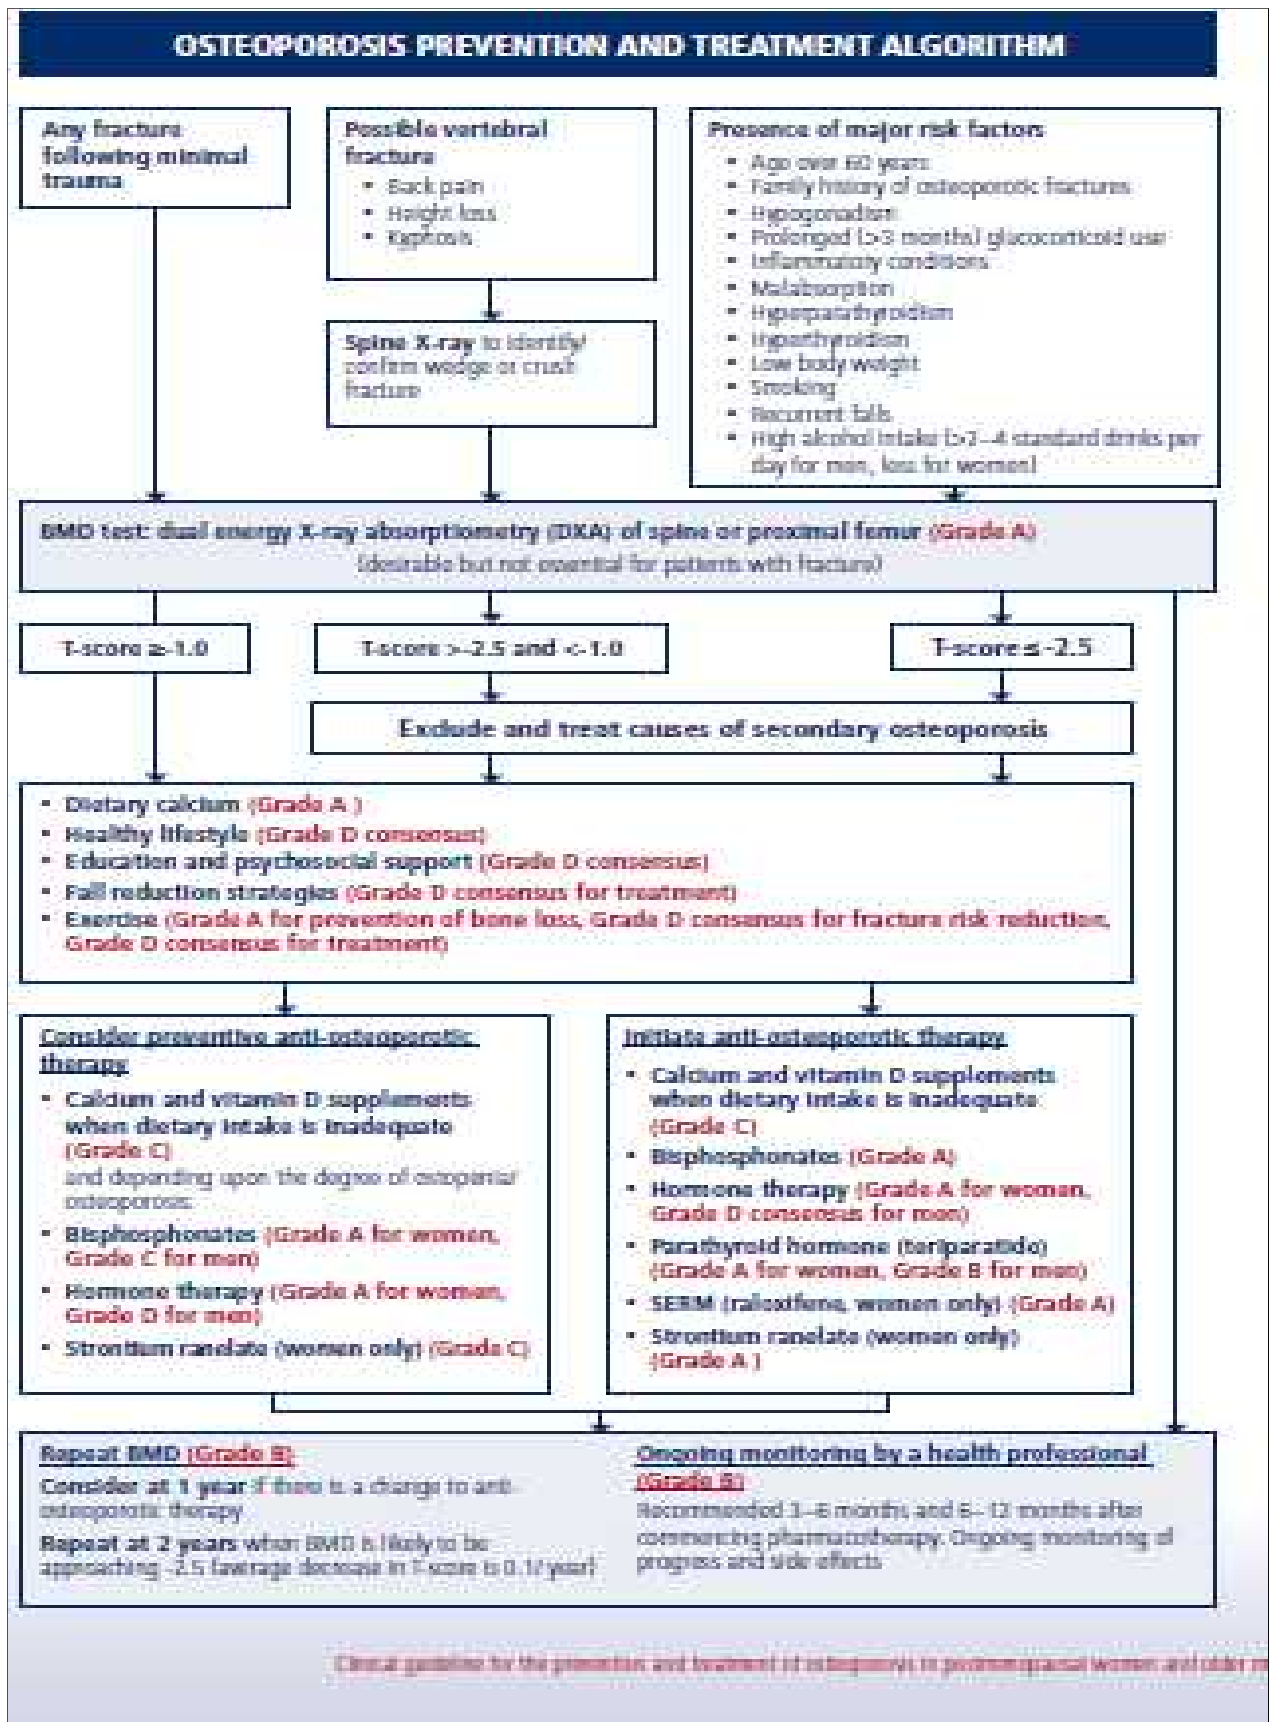 OSTEOPOROSIS PREVENTION AND TREATMENT ALGORITHM
Any fracture
following minimal
trauma
Possible vertebral
fracture
• Back pain
• Height loss
• Kyphosis
Spine X-ray to identify/
confirm wedge or crush
fracture
Presence of major risk factors
• Age over 60 years
• Family history of osteoporotic fractures
• Hypogonadism
• Prolonged (>3 months) glucocorticoid use
• Inflammatory conditions
• Malabsorption
• Hyperparathyroidism
• Hyperthyroidism
• Low body weight
• Smoking
• Recurrent falls
• High alcohol intake (>2–4 standard drinks per
day for men, less for women)
BMD test: dual energy X-ray absorptiometry (DXA) of spine or proximal femur (Grade A)
(desirable but not essential for patients with fracture)
T-score ≥-1.0
T-score >-2.5 and <-1.0
T-score ≤ -2.5
Exclude and treat causes of secondary osteoporosis
• Dietary calcium (Grade A )
• Healthy lifestyle (Grade D consensus)
• Education and psychosocial support (Grade D consensus)
• Fall reduction strategies (Grade D consensus for treatment)
• Exercise (Grade A for prevention of bone loss, Grade D consensus for fracture risk reduction,
Grade D consensus for treatment)
Consider preventive anti-osteoporotic
therapy
• Calcium and vitamin D supplements
when dietary intake is inadequate
(Grade C)
and depending upon the degree of osteopenia/
osteoporosis
• Bisphosphonates (Grade A for women,
Grade C for men)
• Hormone therapy (Grade A for women,
Grade D for men)
• Strontium ranelate (women only) (Grade C)
Initiate anti-osteoporotic therapy
• Calcium and vitamin D supplements
when dietary intake is inadequate
(Grade C)
• Bisphosphonates (Grade A)
• Hormone therapy (Grade A for women,
Grade D consensus for men)
• Parathyroid hormone (teriparatide)
(Grade A for women, Grade B for men)
• SERM (raloxifene, women only) (Grade A)
• Strontium ranelate (women only)
(Grade A )
Repeat BMD (Grade B)
Consider at 1 year if there is a change to anti-
osteoporotic therapy
Repeat at 2 years when BMD is likely to be
approaching -2.5 (average decrease in T-score is 0.1/ year)
Ongoing monitoring by a health professional
(Grade B)
Recommended 3–6 months and 6–12 months after
commencing pharmacotherapy. Ongoing monitoring of
progress and side effects
Clinical guideline for the prevention and treatment of osteoporosis in postmenopausal women and older